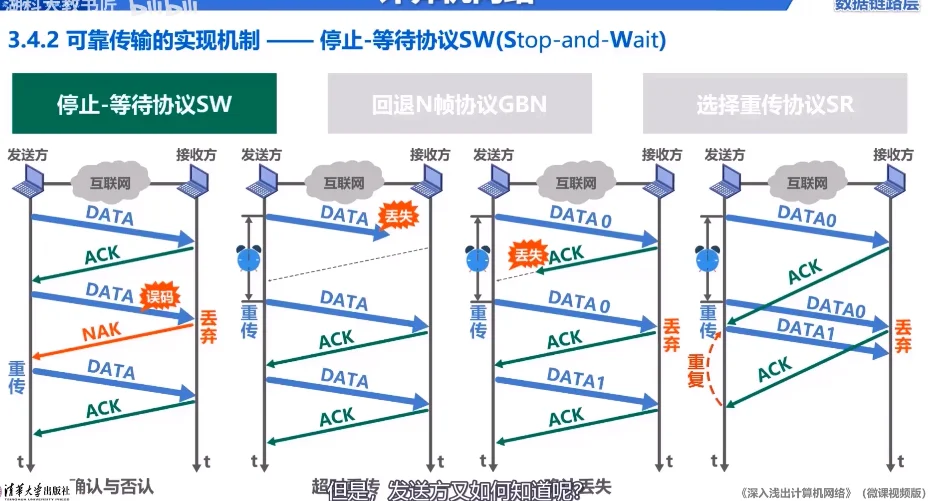 湖科大教书匠 bilibili
计算机网络
数据链路层
3.4.2 可靠传输的实现机制 —— 停止-等待协议SW(Stop-and-Wait)
停止-等待协议SW
回退N帧协议GBN
选择重传协议SR
发送方
接收方
互联网
DATA
ACK
DATA
误码
NAK
丢弃
重传
DATA
ACK
t
t
确认与否认
发送方
接收方
互联网
DATA
丢失
重传
DATA
ACK
DATA
ACK
t
t
发送方
接收方
互联网
DATA 0
丢失
ACK
重传
DATA 0
丢弃
ACK
DATA1
ACK
t
t
丢失
发送方
接收方
互联网
DATA0
ACK
重传
DATA0
DATA1
丢弃
重复
ACK
t
t
但是，发送方又如何知道呢?
清华大学出版社
TSINGHUA UNIVERSITY PRESS
《深入浅出计算机网络》（微课视频版）